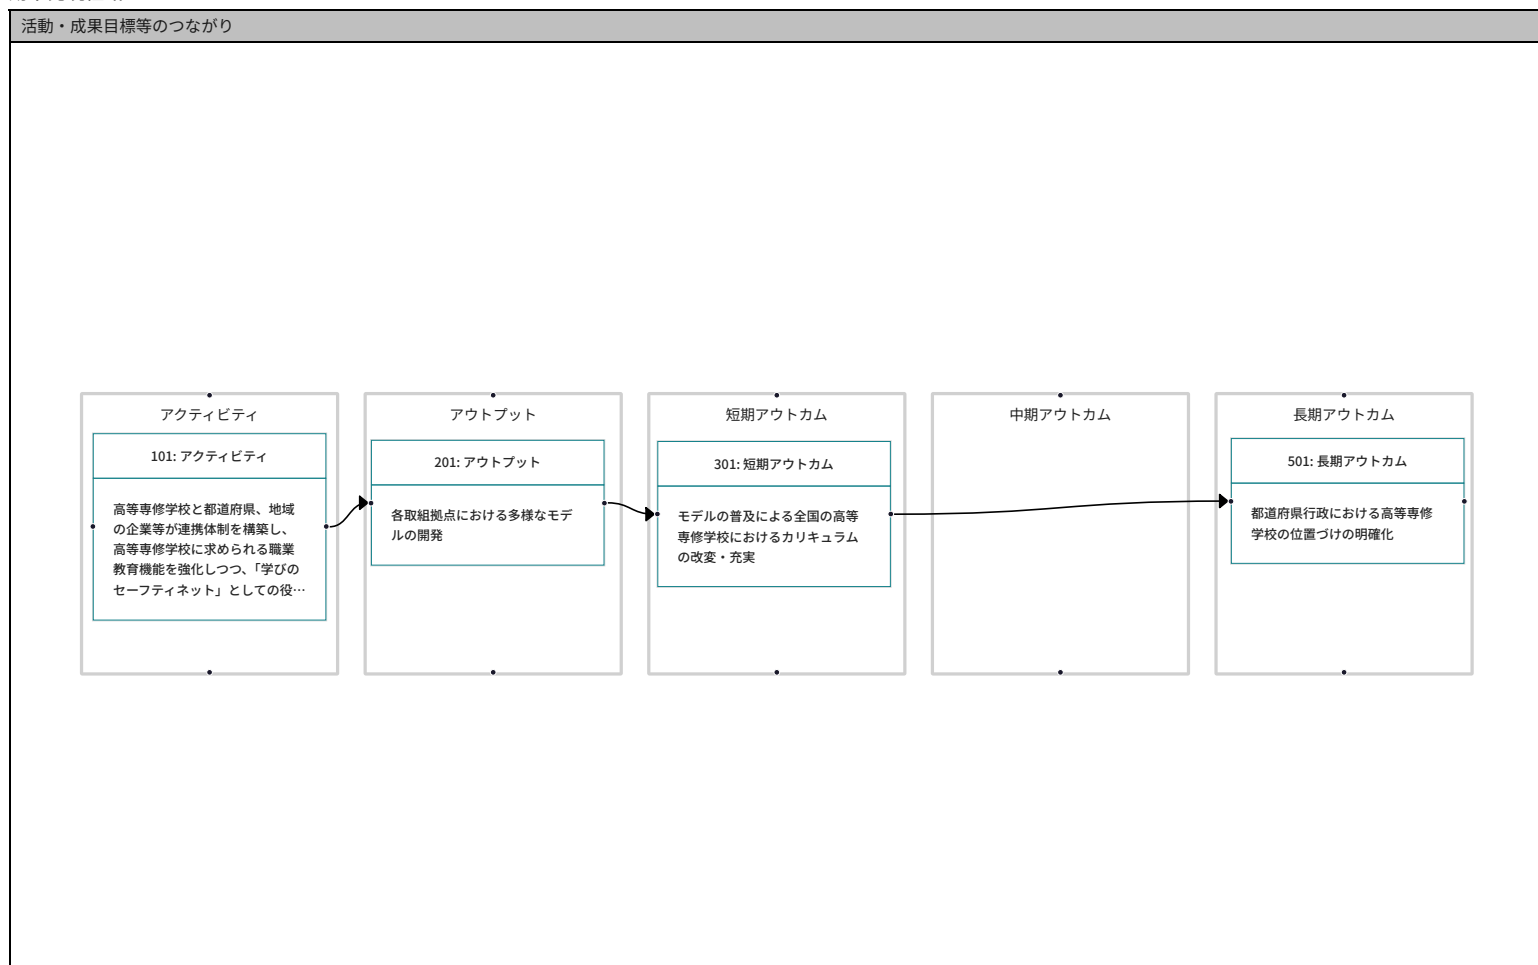 活動・成果目標等のつながり
アクティビティ
101: アクティビティ
高等専修学校と都道府県、地域
の企業等が連携体制を構築し、
高等専修学校に求められる職業
教育機能を強化しつつ、「学びの
セーフティネット」としての役…
アウトプット
201: アウトプット
各取組拠点における多様なモデ
ルの開発
短期アウトカム
301: 短期アウトカム
モデルの普及による全国の高等
専修学校におけるカリキュラム
の改変・充実
中期アウトカム
長期アウトカム
501: 長期アウトカム
都道府県行政における高等専修
学校の位置づけの明確化